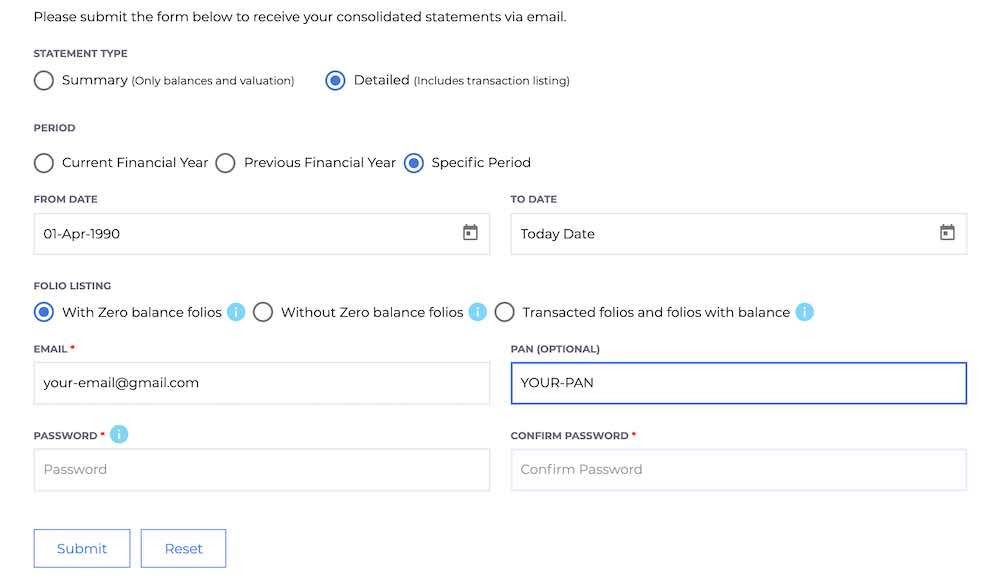 Please submit the form below to receive your consolidated statements via email.
STATEMENT TYPE
Summary (Only balances and valuation) Detailed (Includes transaction listing)
PERIOD
Current Financial Year Previous Financial Year Specific Period
FROM DATE TO DATE
01-Apr-1990 Today Date
FOLIO LISTING
With Zero balance folios i Without Zero balance folios i Transacted folios and folios with balance i
EMAIL * PAN (OPTIONAL)
your-email@gmail.com YOUR-PAN
PASSWORD * i CONFIRM PASSWORD *
Password Confirm Password
Submit Reset